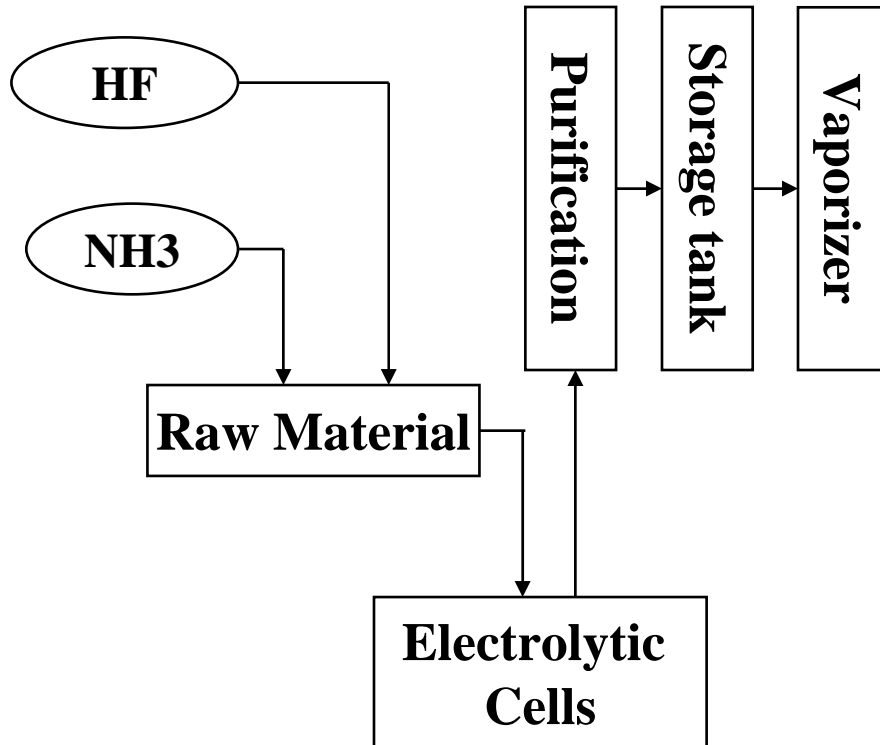 HF
NH3
Raw Material
Electrolytic
Cells
Purification
Storage tank
Vaporizer